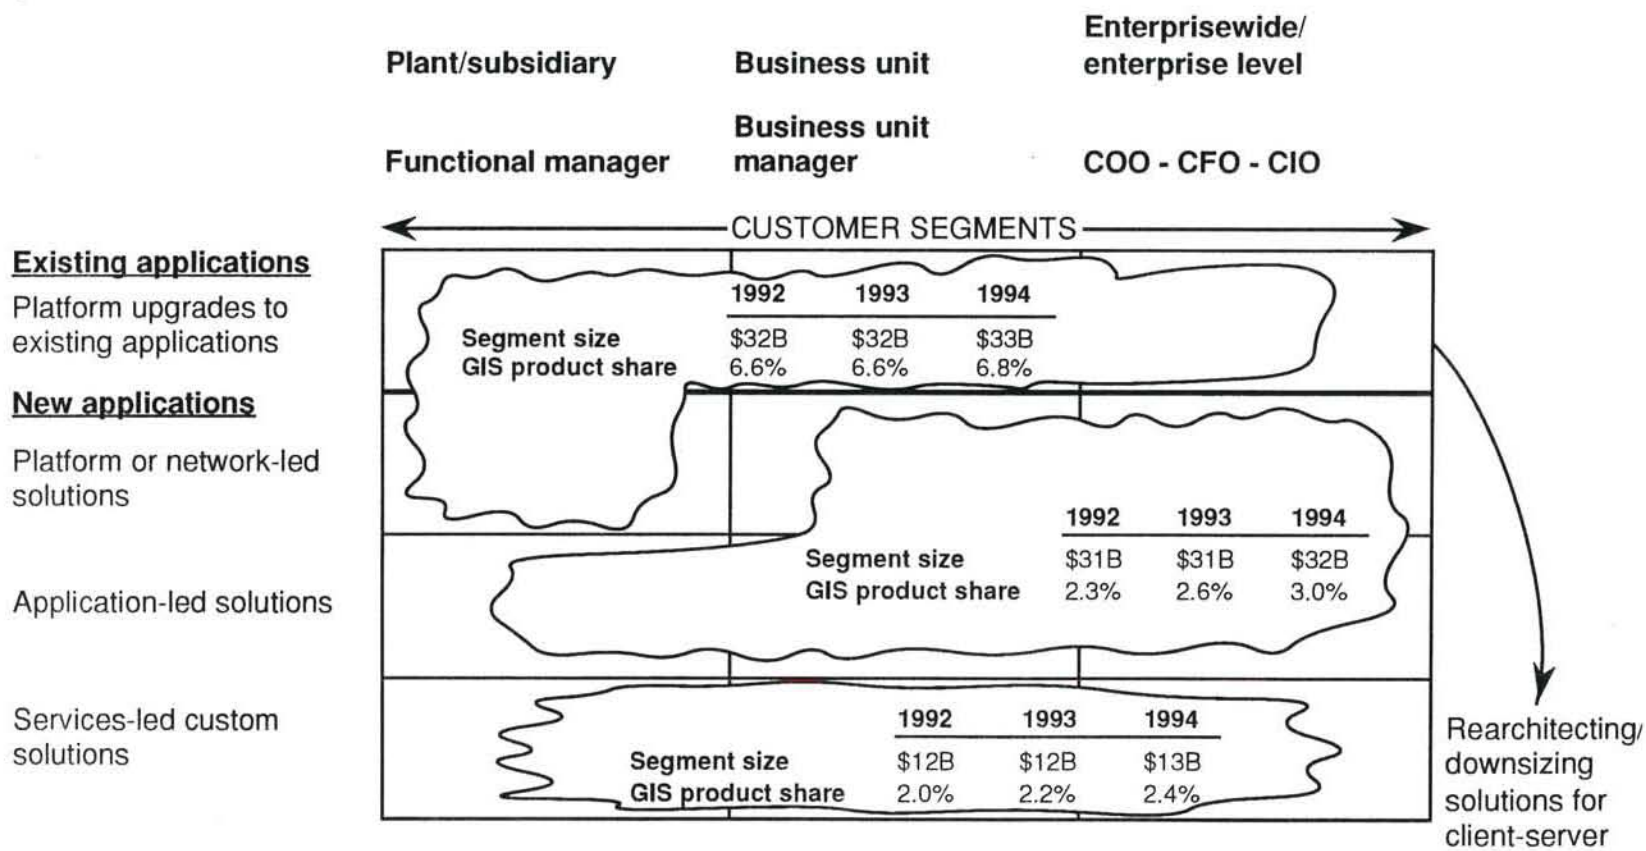 Plant/subsidiary
Business unit
Enterprisewide/
enterprise level
Functional manager
Business unit
manager
COO - CFO - CIO
CUSTOMER SEGMENTS
Existing applications
Platform upgrades to
existing applications
1992 1993 1994
Segment size $32B $32B $33B
GIS product share 6.6% 6.6% 6.8%
New applications
Platform or network-led
solutions
1992 1993 1994
Segment size $31B $31B $32B
GIS product share 2.3% 2.6% 3.0%
Application-led solutions
Services-led custom
solutions
1992 1993 1994
Segment size $12B $12B $13B
GIS product share 2.0% 2.2% 2.4%
Rearchitecting/
downsizing
solutions for
client-server